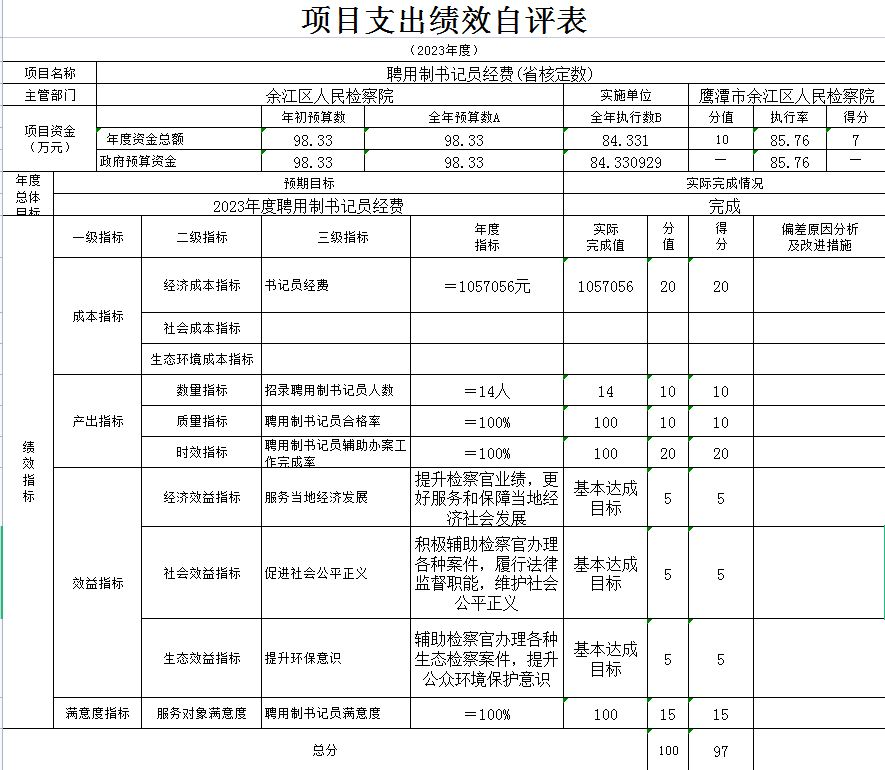 项目支出绩效自评表
（2023年度）
项目名称 聘用制书记员经费(省核定数)
主管部门 余江区人民检察院 实施单位 鹰潭市余江区人民检察院
项目资金
（万元）
年初预算数 全年预算数A 全年执行数B 分值 执行率 得分
年度资金总额 98.33 98.33 84.331 10 85.76 7
政府预算资金 98.33 98.33 84.330929 — 85.76 —
年度
总体
目标
预期目标 实际完成情况
2023年度聘用制书记员经费 完成
绩
效
指
标
一级指标 二级指标 三级指标
年度
指标
实际
完成值
分
值
得
分
偏差原因分析
及改进措施
成本指标
经济成本指标 书记员经费 ＝1057056元 1057056 20 20
社会成本指标
生态环境成本指标
产出指标
数量指标 招录聘用制书记员人数 ＝14人 14 10 10
质量指标 聘用制书记员合格率 ＝100% 100 10 10
时效指标
聘用制书记员辅助办案工
作完成率
＝100% 100 20 20
效益指标
经济效益指标 服务当地经济发展
提升检察官业绩，更
好服务和保障当地经
济社会发展
基本达成
目标
5 5
社会效益指标 促进社会公平正义
积极辅助检察官办理
各种案件，履行法律
监督职能，维护社会
公平正义
基本达成
目标
5 5
生态效益指标 提升环保意识
辅助检察官办理各种
生态检察案件，提升
公众环境保护意识
基本达成
目标
5 5
满意度指标 服务对象满意度 聘用制书记员满意度 ＝100% 100 15 15
总分 100 97